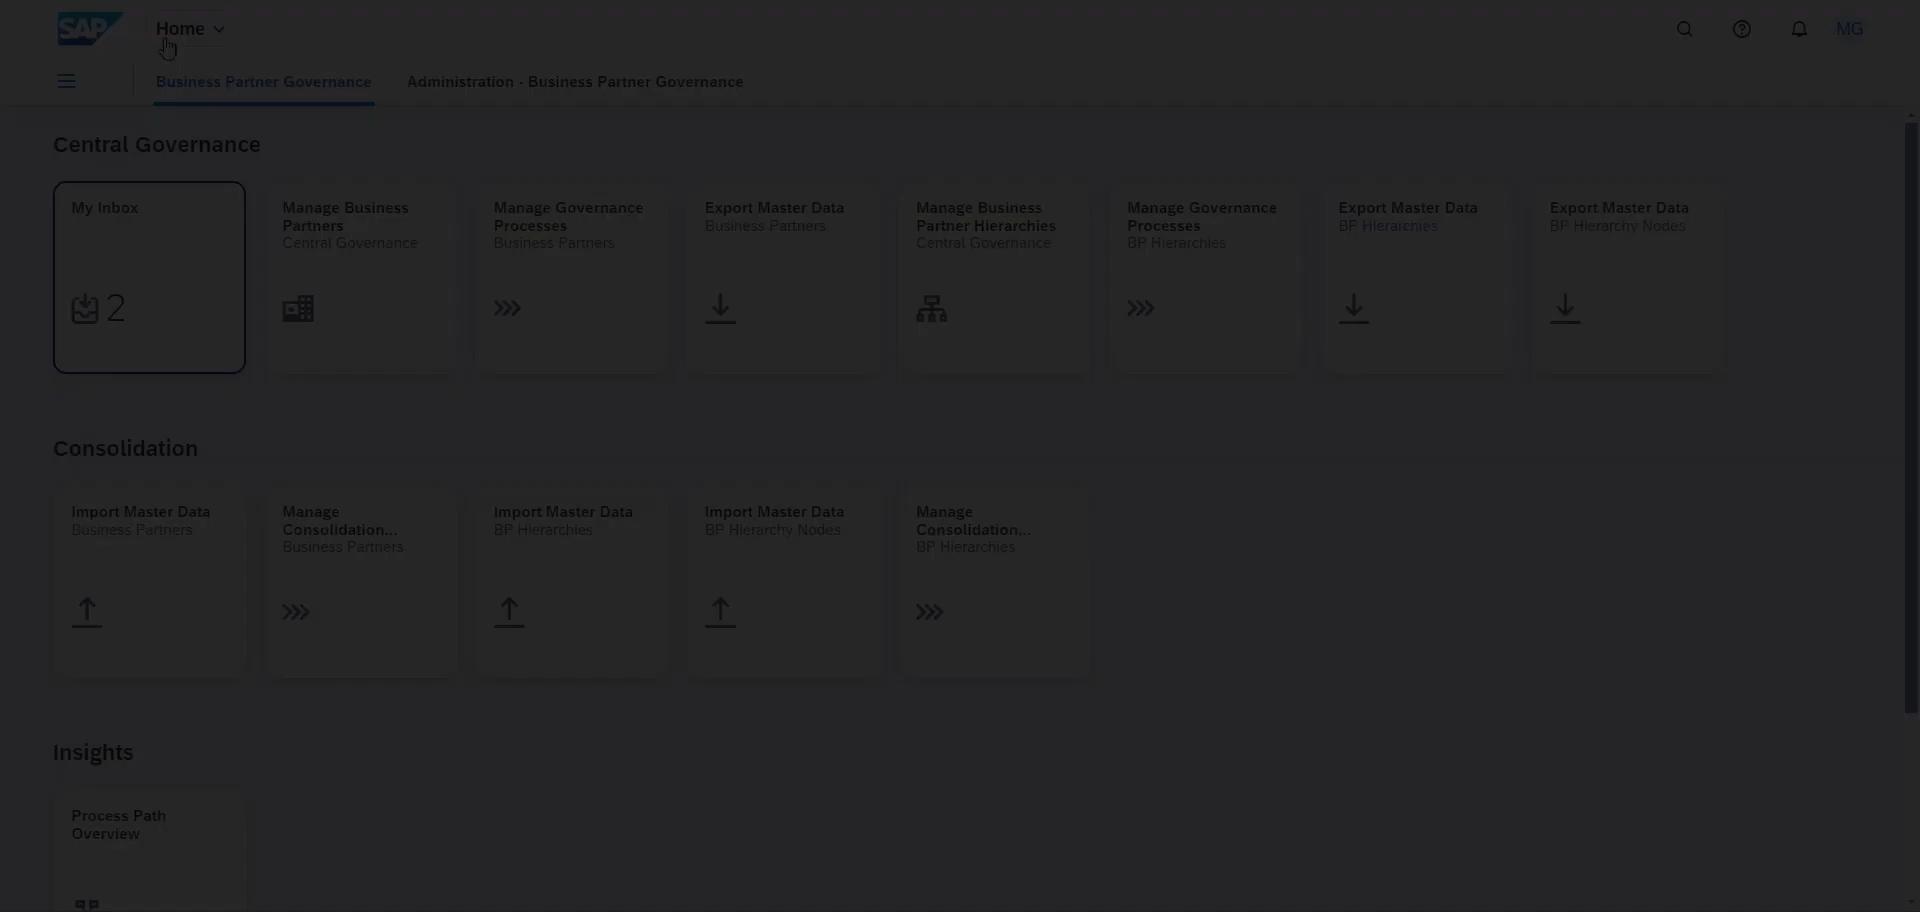 SAP
Home
MG
Business Partner Governance
Administration - Business Partner Governance
Central Governance
My Inbox
2
Manage Business
Partners
Central Governance
Manage Governance
Processes
Business Partners
Export Master Data
Business Partners
Manage Business
Partner Hierarchies
Central Governance
Manage Governance
Processes
BP Hierarchies
Export Master Data
BP Hierarchies
Export Master Data
BP Hierarchy Nodes
Consolidation
Import Master Data
Business Partners
Manage
Consolidation...
Business Partners
Import Master Data
BP Hierarchies
Import Master Data
BP Hierarchy Nodes
Manage
Consolidation...
BP Hierarchies
Insights
Process Path
Overview